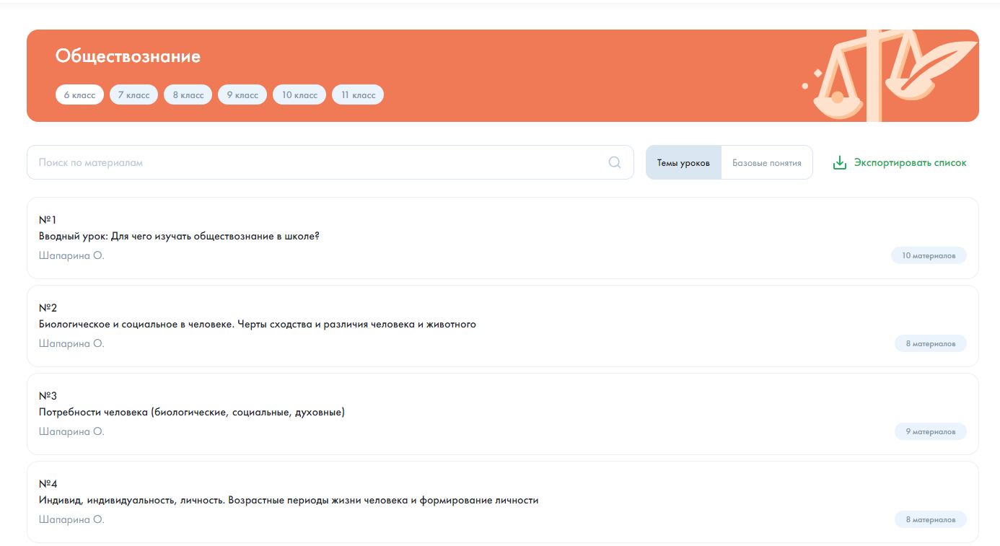 Обществознание
6 класс 7 класс 8 класс 9 класс 10 класс 11 класс
Поиск по материалам
Темы уроков
Базовые понятия
Экспортировать список
№1
Вводный урок: Для чего изучать обществознание в школе?
Шапарина О.
10 материалов
№2
Биологическое и социальное в человеке. Черты сходства и различия человека и животного
Шапарина О.
8 материалов
№3
Потребности человека (биологические, социальные, духовные)
Шапарина О.
9 материалов
№4
Индивид, индивидуальность, личность. Возрастные периоды жизни человека и формирование личности
Шапарина О.
8 материалов